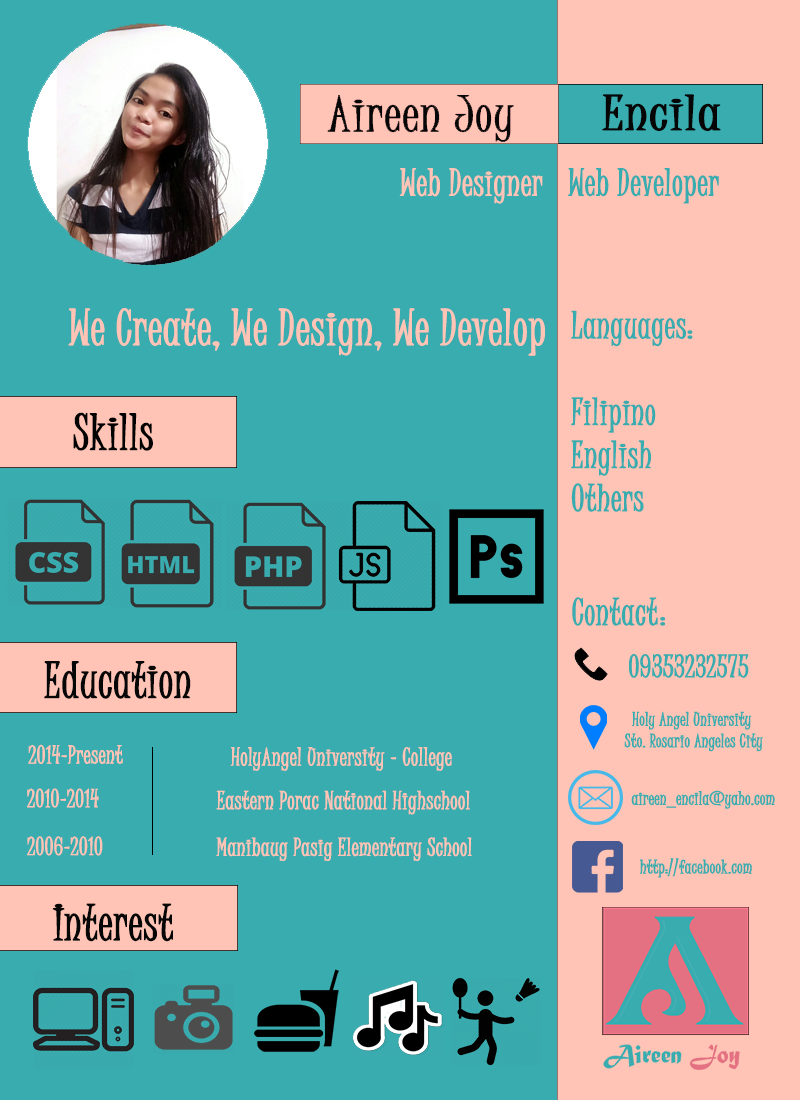 Aireen Joy Encila
Web Designer Web Developer
We Create, We Design, We Develop
Skills
CSS HTML PHP JS Ps
Education
2014-Present HolyAngel University - College
2010-2014 Eastern Porac National Highschool
2006-2010 Manibaug Pasig Elementary School
Interest
Languages:
Filipino
English
Others
Contact:
09353232575
Holy Angel University
Sto. Rosario Angeles City
aireen_encila@yaho.com
f http://facebook.com
A
Aireen Joy